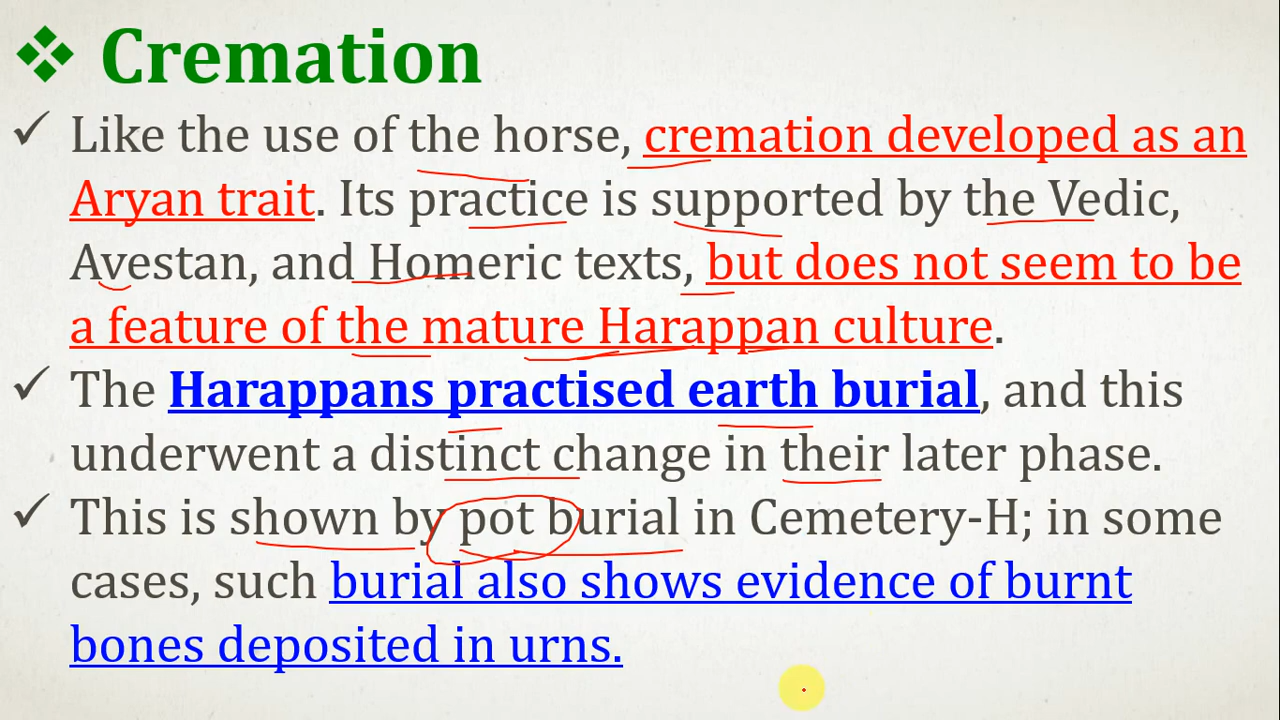 Cremation
Like the use of the horse, cremation developed as an
Aryan trait. Its practice is supported by the Vedic,
Avestan, and Homeric texts, but does not seem to be
a feature of the mature Harappan culture.
The Harappans practised earth burial, and this
underwent a distinct change in their later phase.
This is shown by pot burial in Cemetery-H; in some
cases, such burial also shows evidence of burnt
bones deposited in urns.